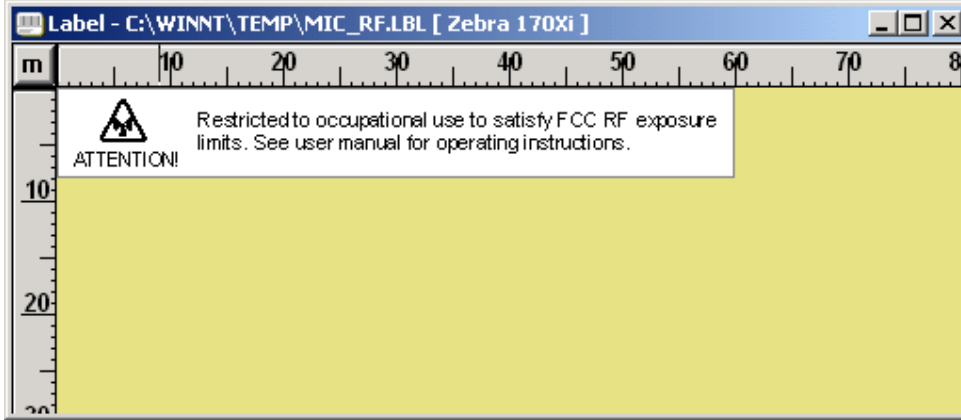 Label - C:\WINNT\TEMP\MIC_RF.LBL [ Zebra 170Xi ]
m 10 20 30 40 50 60 70 8
Restricted to occupational use to satisfy FCC RF exposure
limits. See user manual for operating instructions.
ATTENTION!
10
20
30